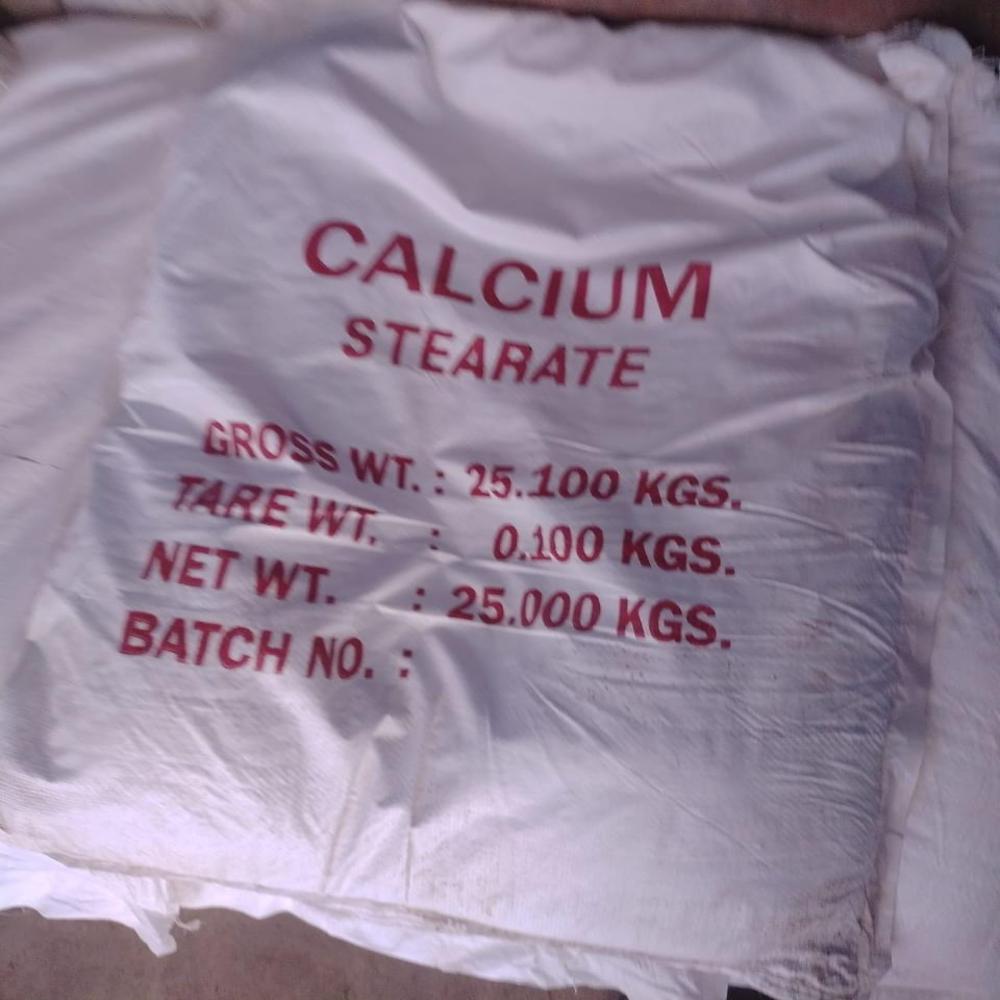 CALCIUM
STEARATE
GROSS WT. : 25.100 KGS.
TARE WT. : 0.100 KGS.
NET WT. : 25.000 KGS.
BATCH NO. :